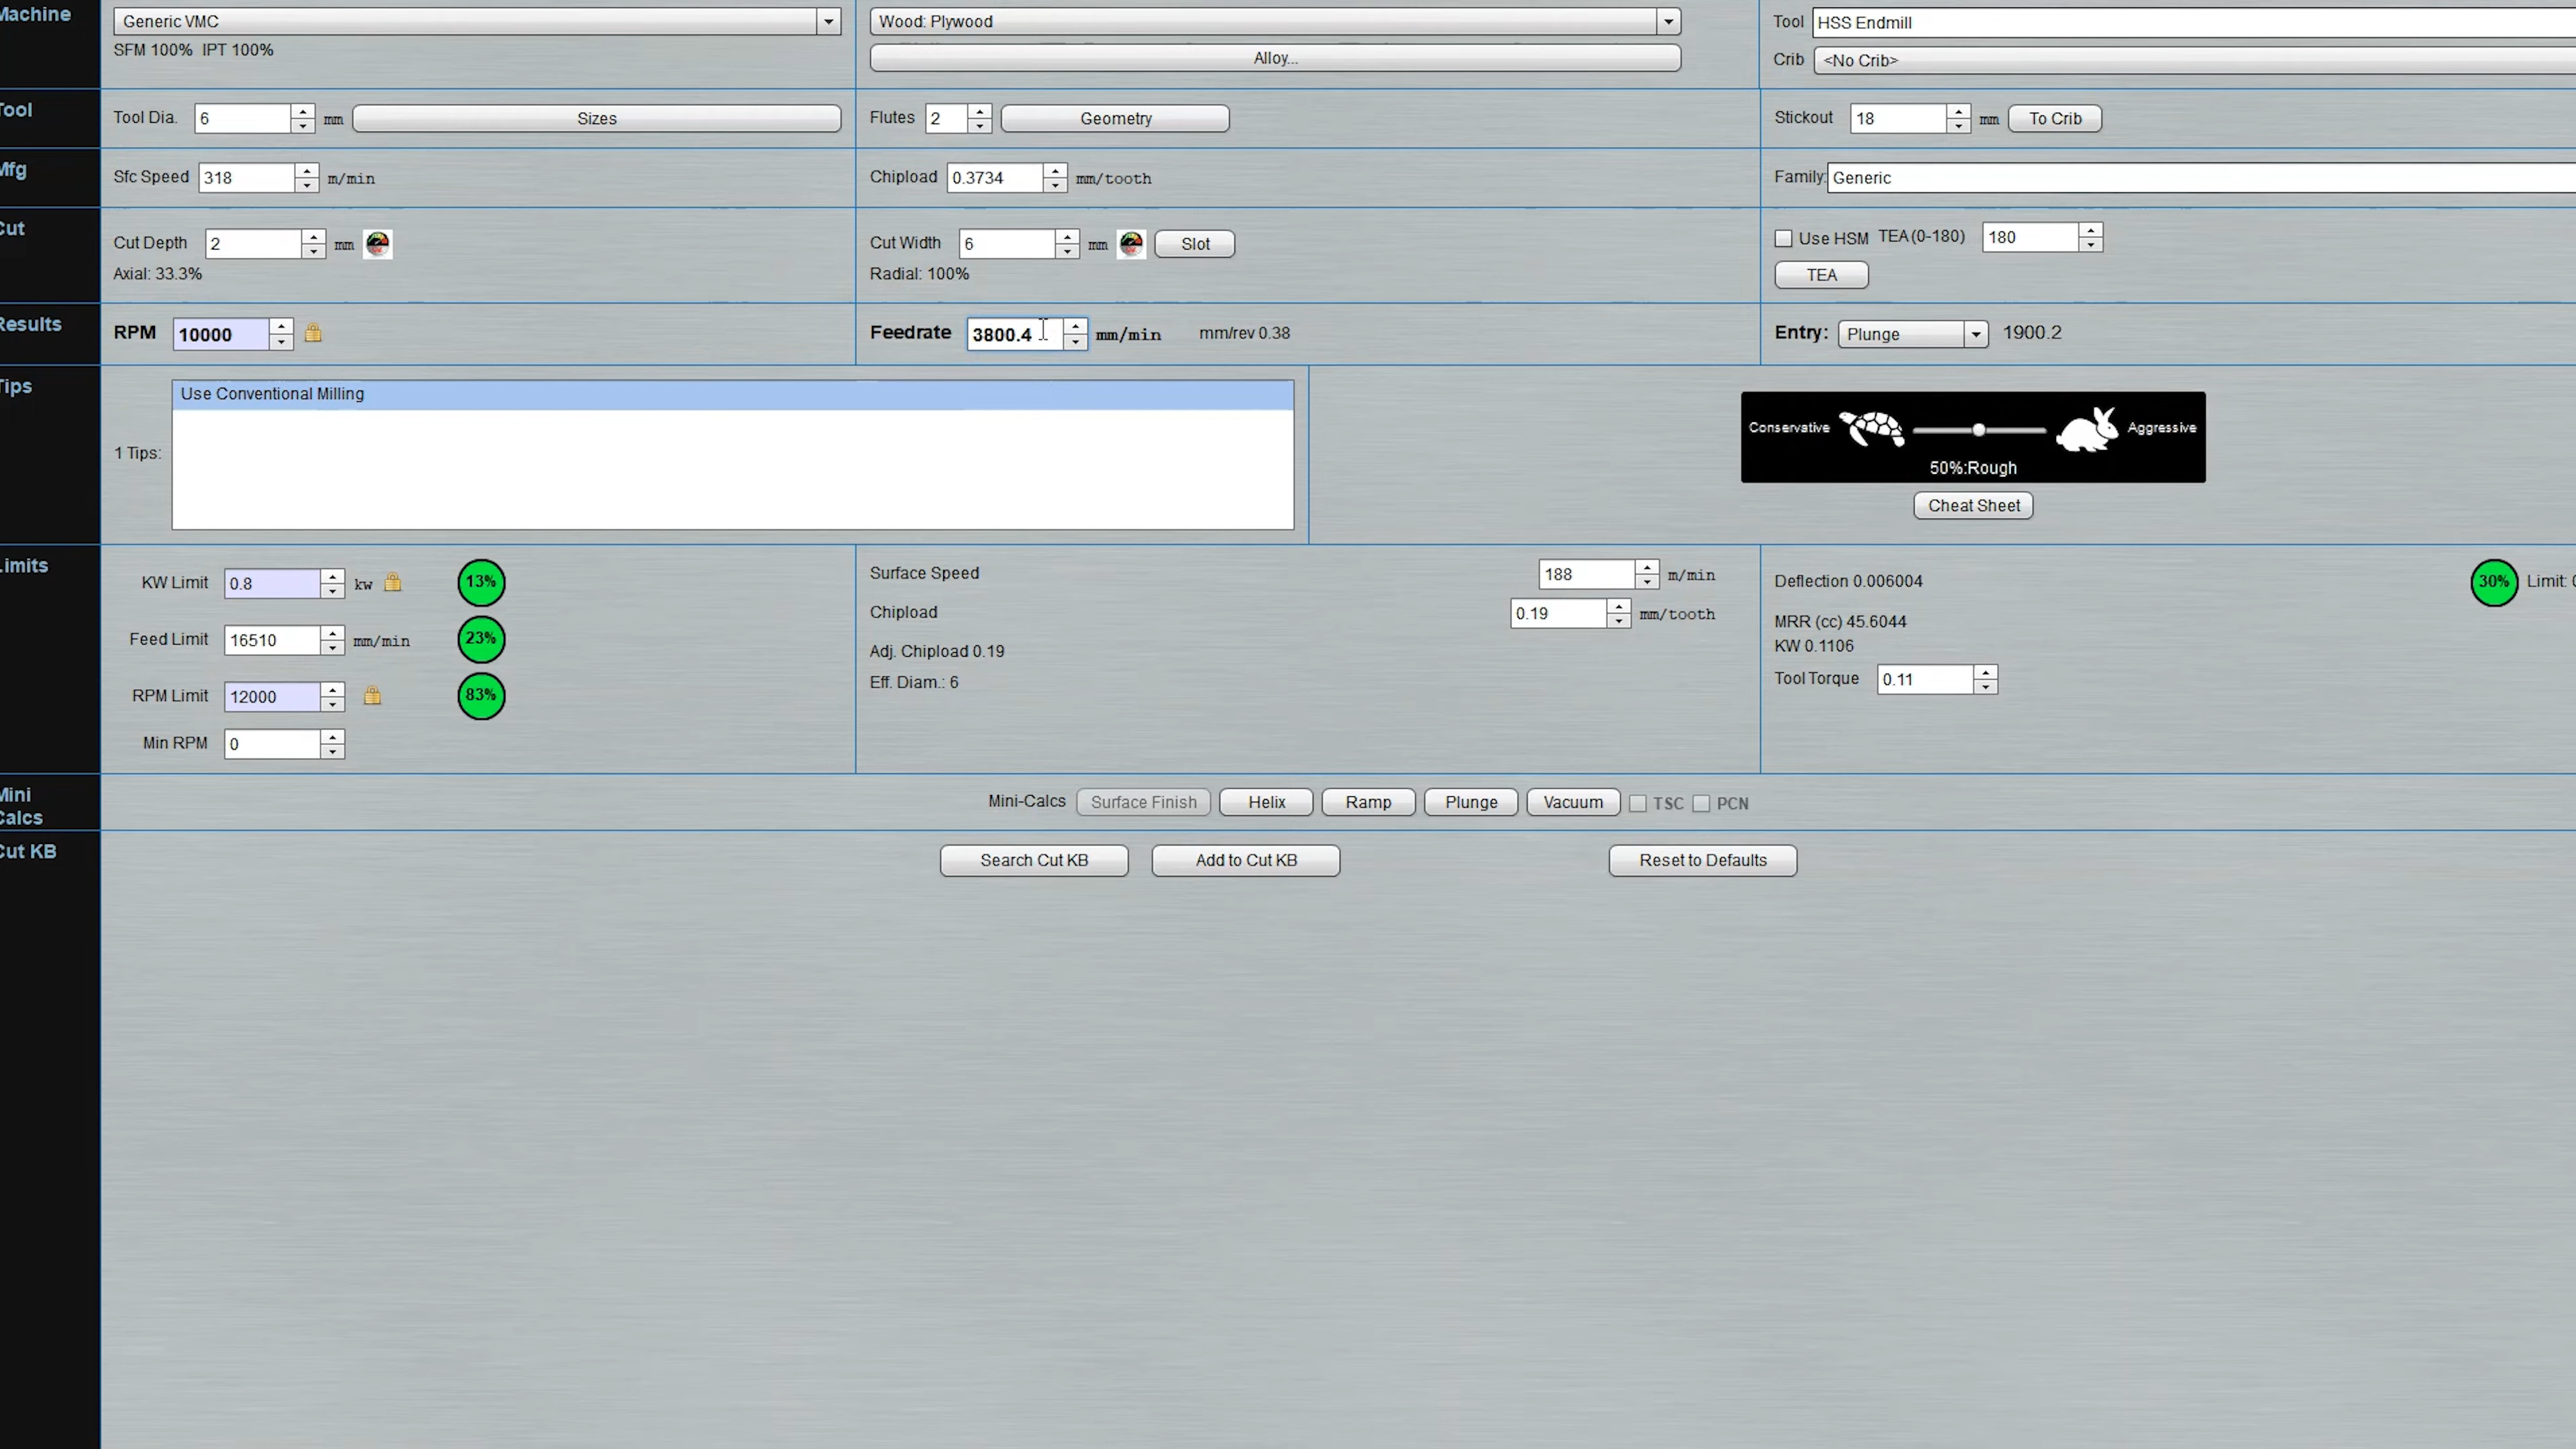 Machine
Generic VMC
Wood: Plywood
Tool HSS Endmill
SFM 100% IPT 100%
Alloy...
Crib <No Crib>
Tool
Tool Dia. 6 mm Sizes
Flutes 2 Geometry
Stickout 18 mm To Crib
Mfg
Sfc Speed 318 m/min
Chipload 0.3734 mm/tooth
Family: Generic
Cut
Cut Depth 2 mm
Cut Width 6 mm Slot
Use HSM TEA (0-180) 180
Axial: 33.3%
Radial: 100%
TEA
Results
RPM 10000
Feedrate 3800.4 mm/min mm/rev 0.38
Entry: Plunge 1900.2
Tips
1 Tips:
Use Conventional Milling
Conservative Aggressive
50%:Rough
Cheat Sheet
Limits
KW Limit 0.8 kw 13%
Feed Limit 16510 mm/min 23%
RPM Limit 12000 83%
Min RPM 0
Surface Speed 188 m/min
Chipload 0.19 mm/tooth
Adj. Chipload 0.19
Eff. Diam.: 6
Deflection 0.006004 30% Limit: 0
MRR (cc) 45.6044
KW 0.1106
Tool Torque 0.11
Mini
Calcs
Mini-Calcs Surface Finish Helix Ramp Plunge Vacuum TSC PCN
Cut KB
Search Cut KB Add to Cut KB Reset to Defaults